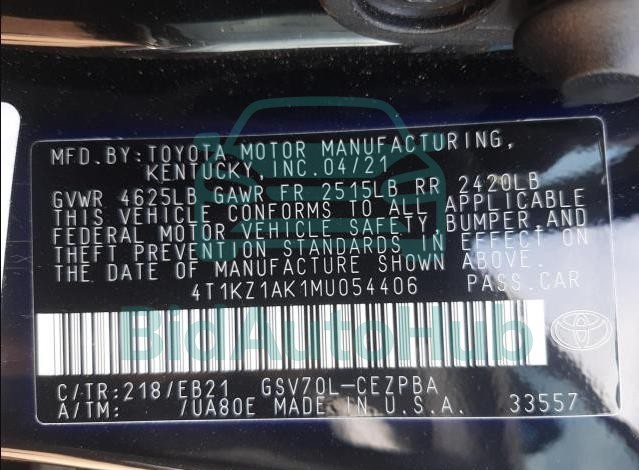 MFD.BY:TOYOTA MOTOR MANUFACTURING,
KENTUCKY, INC.04/21
GVWR 4625LB GAWR FR 2515LB RR 2420LB
THIS VEHICLE CONFORMS TO ALL APPLICABLE
FEDERAL MOTOR VEHICLE SAFETY,BUMPER,AND
THEFT PREVENTION STANDARDS IN EFFECT ON
THE DATE OF MANUFACTURE SHOWN ABOVE.
4T1KZ1AK1MU054406 PASS.CAR
BidAutoHub
C/TR:218/EB21 GSV70L-CEZPBA
A/TM: /UA80E MADE IN U.S.A. 33557